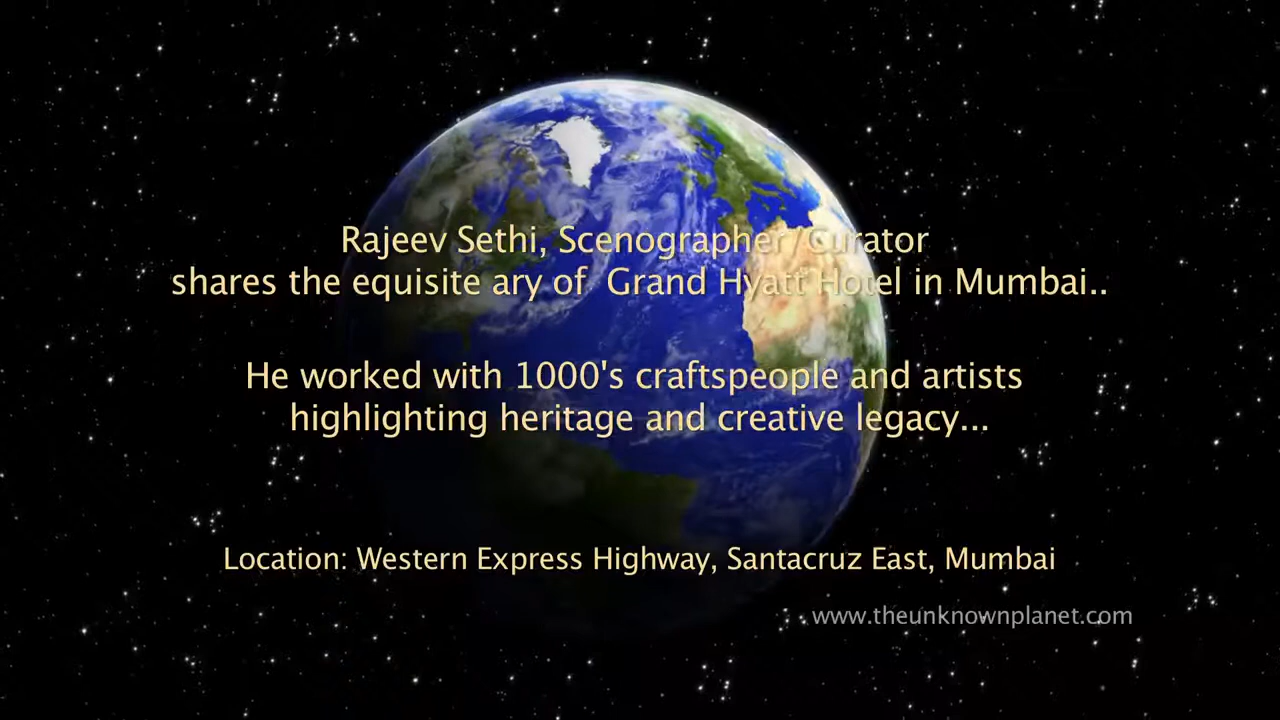 Rajeev Sethi, Scenographer/Curator
shares the equisite ary of  Grand Hyatt Hotel in Mumbai..
He worked with 1000's craftspeople and artists
highlighting heritage and creative legacy...
Location: Western Express Highway, Santacruz East, Mumbai
www.theunknownplanet.com